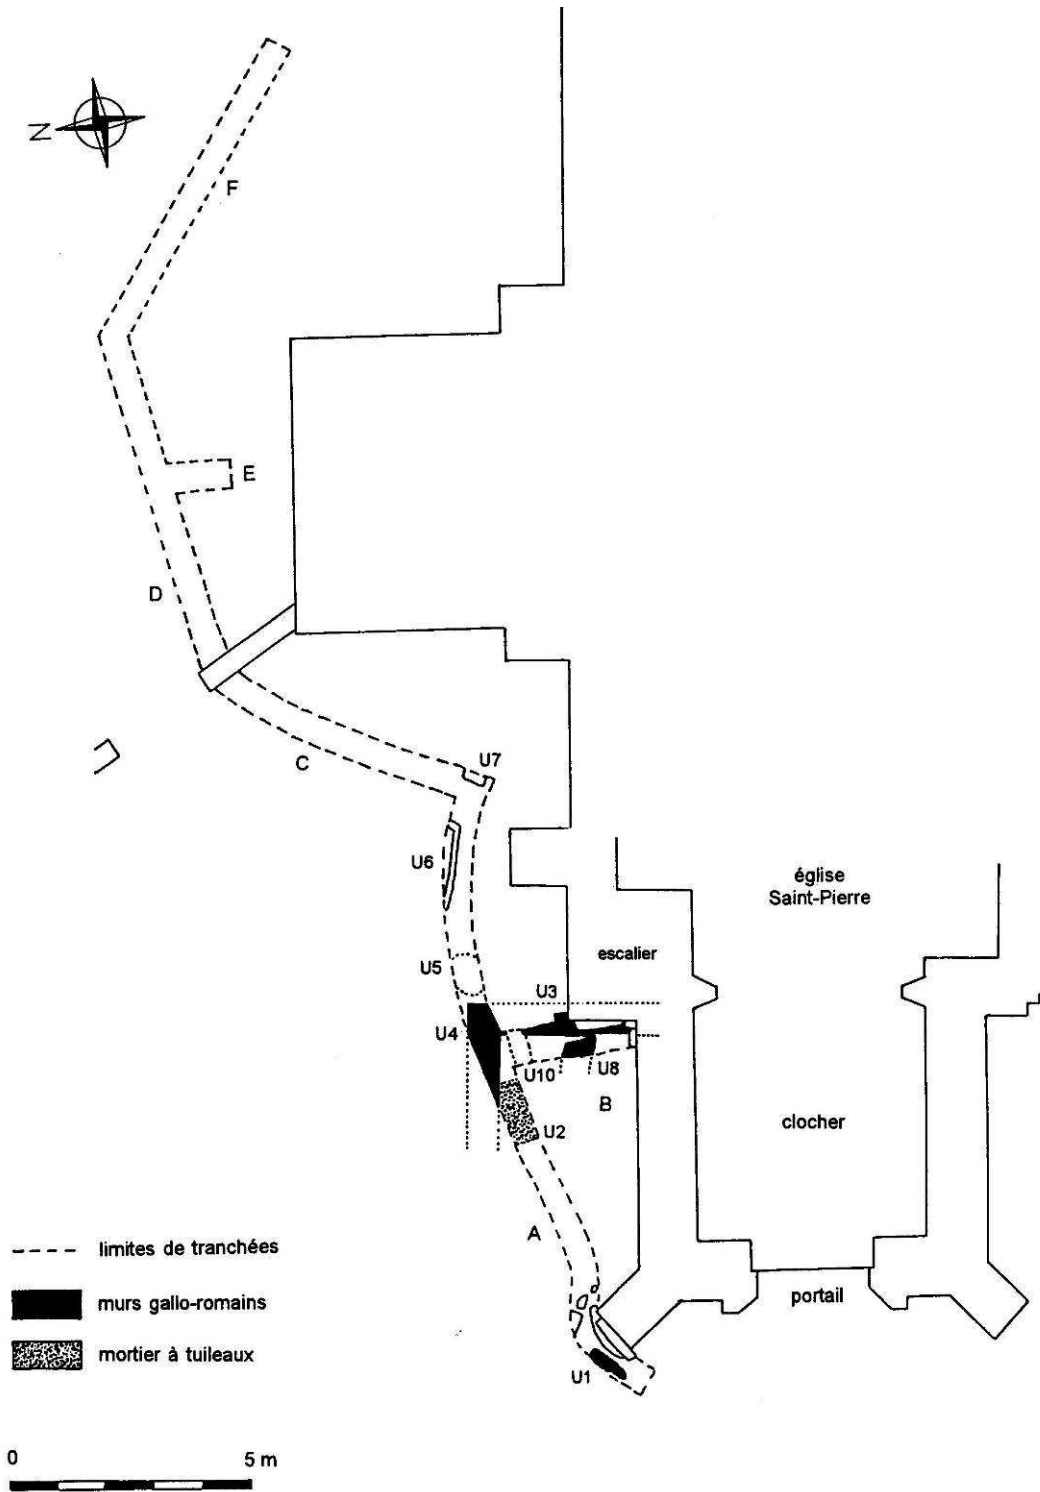 N
F
E
D
U7
C
U6
église
Saint-Pierre
escalier
U5
U3
U4
U10
U8
B
clocher
U2
A
limites de tranchées
murs gallo-romains
portail
mortier à tuileaux
U1
0
5 m